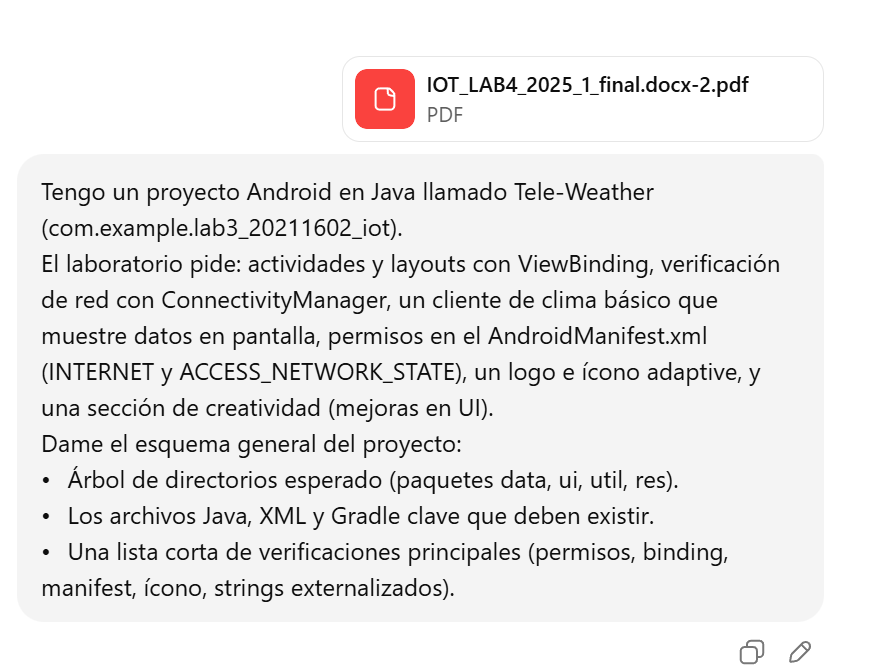 IOT_LAB4_2025_1_final.docx-2.pdf
PDF
Tengo un proyecto Android en Java llamado Tele-Weather
(com.example.lab3_20211602_iot).
El laboratorio pide: actividades y layouts con ViewBinding, verificación
de red con ConnectivityManager, un cliente de clima básico que
muestre datos en pantalla, permisos en el AndroidManifest.xml
(INTERNET y ACCESS_NETWORK_STATE), un logo e ícono adaptive, y
una sección de creatividad (mejoras en UI).
Dame el esquema general del proyecto:
• Árbol de directorios esperado (paquetes data, ui, util, res).
• Los archivos Java, XML y Gradle clave que deben existir.
• Una lista corta de verificaciones principales (permisos, binding,
manifest, ícono, strings externalizados).